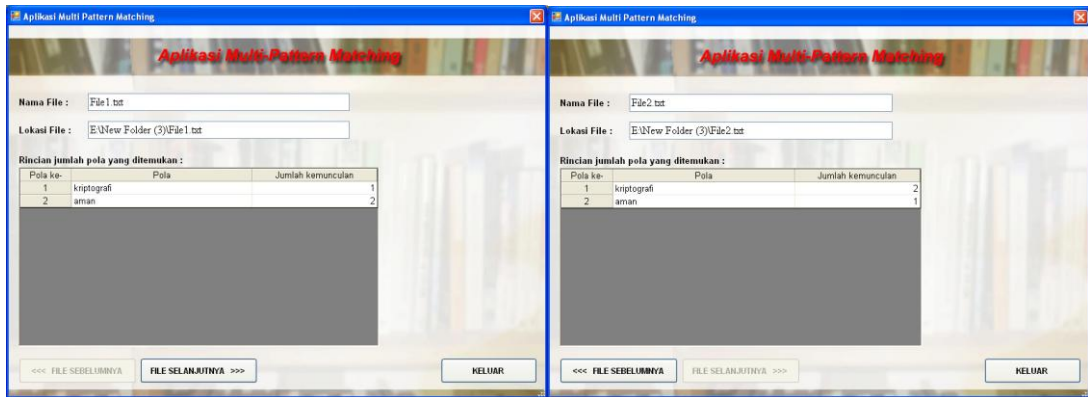 Aplikasi Multi Pattern Matching
Aplikasi Multi-Pattern Matching
Nama File : File1.txt
Lokasi File : E:\New Folder (3)\File1.txt
Rincian jumlah pola yang ditemukan :
Pola ke- Pola Jumlah kemunculan
1 kriptografi 1
2 aman 2
<<< FILE SEBELUMNYA FILE SELANJUTNYA >>> KELUAR
Aplikasi Multi Pattern Matching
Aplikasi Multi-Pattern Matching
Nama File : File2.txt
Lokasi File : E:\New Folder (3)\File2.txt
Rincian jumlah pola yang ditemukan :
Pola ke- Pola Jumlah kemunculan
1 kriptografi 2
2 aman 1
<<< FILE SEBELUMNYA FILE SELANJUTNYA >>> KELUAR